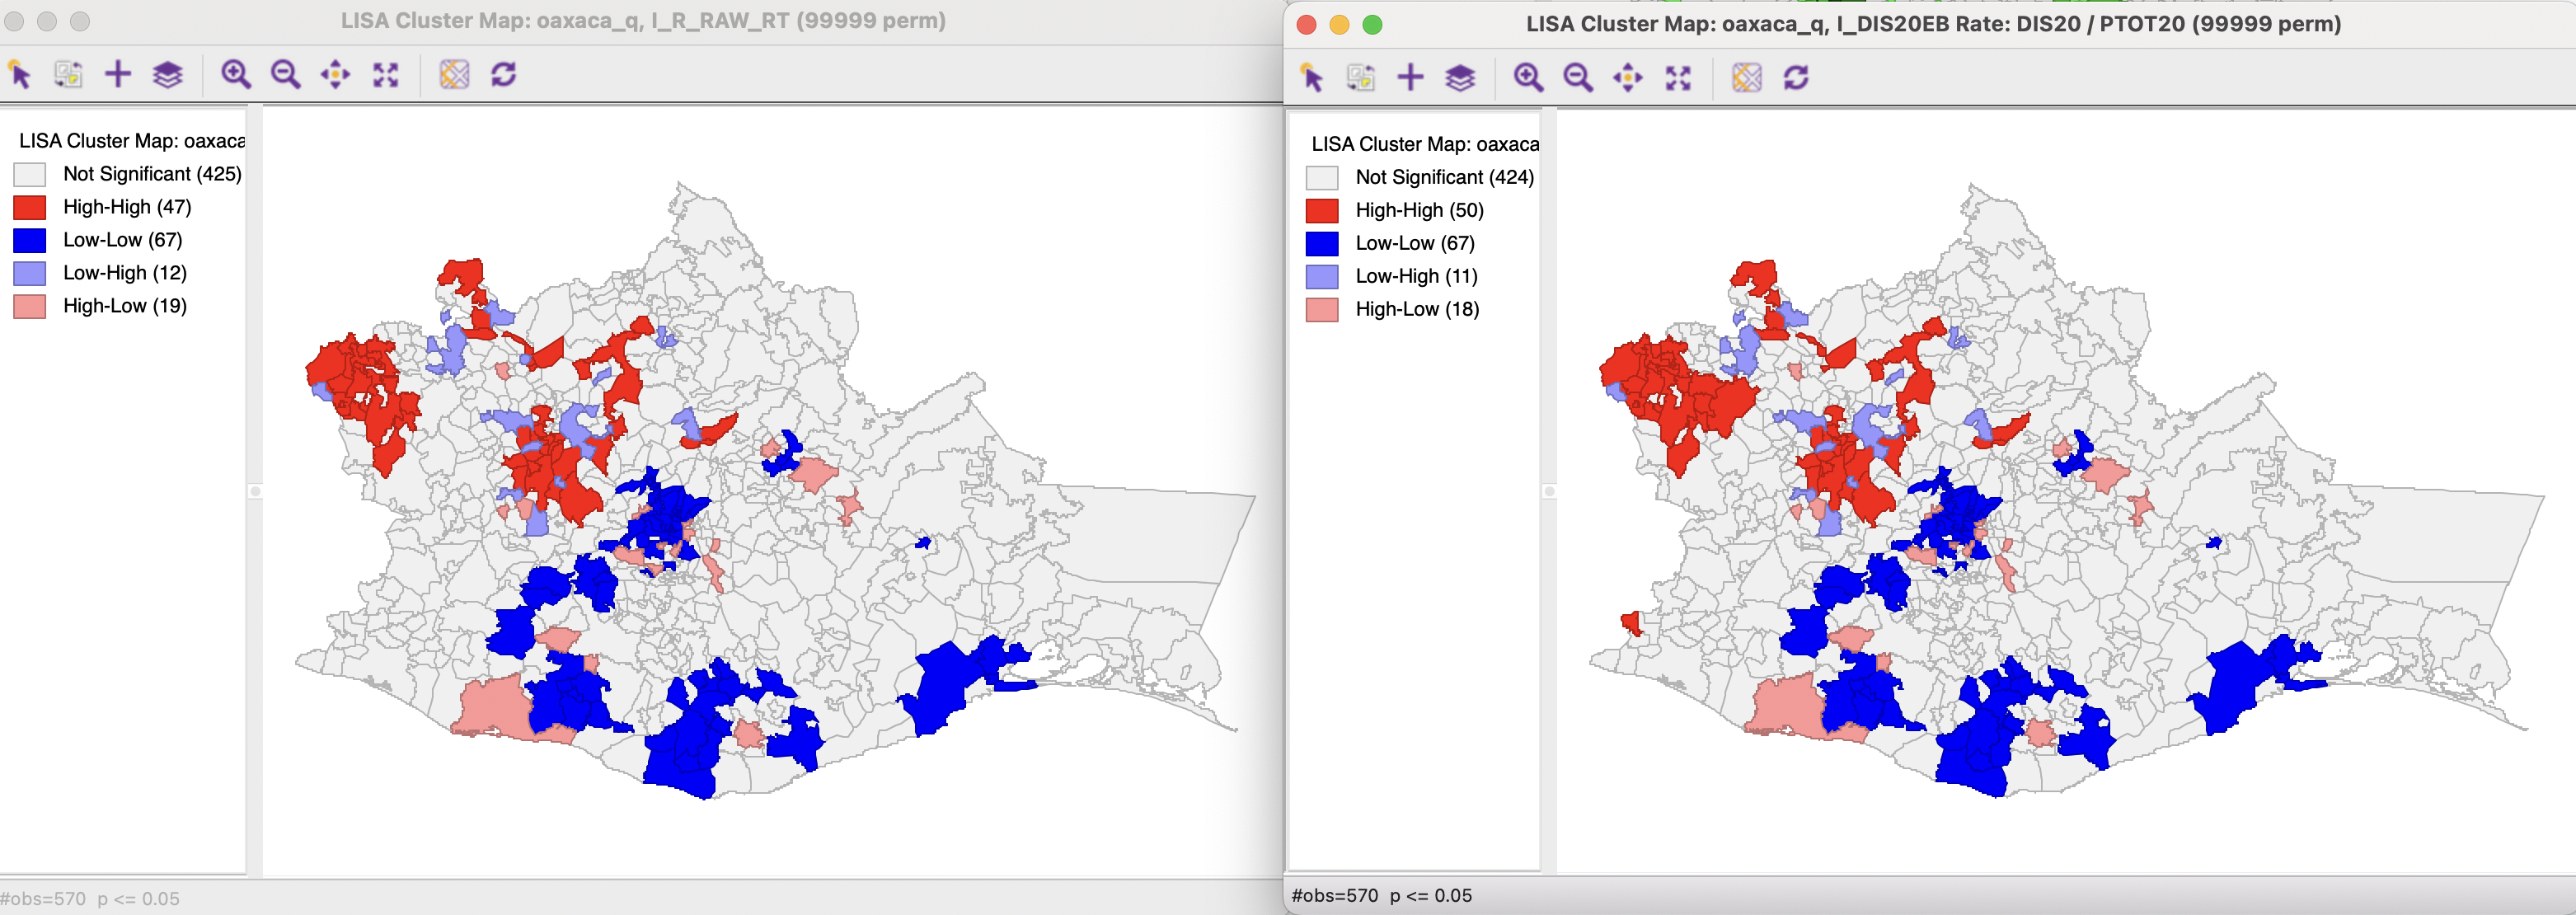 LISA Cluster Map: oaxaca_q, I_R_RAW_RT (99999 perm)
LISA Cluster Map: oaxaca
Not Significant (425)
High-High (47)
Low-Low (67)
Low-High (12)
High-Low (19)
#obs=570 p <= 0.05
LISA Cluster Map: oaxaca_q, I_DIS20EB Rate: DIS20 / PTOT20 (99999 perm)
LISA Cluster Map: oaxaca
Not Significant (424)
High-High (50)
Low-Low (67)
Low-High (11)
High-Low (18)
#obs=570 p <= 0.05